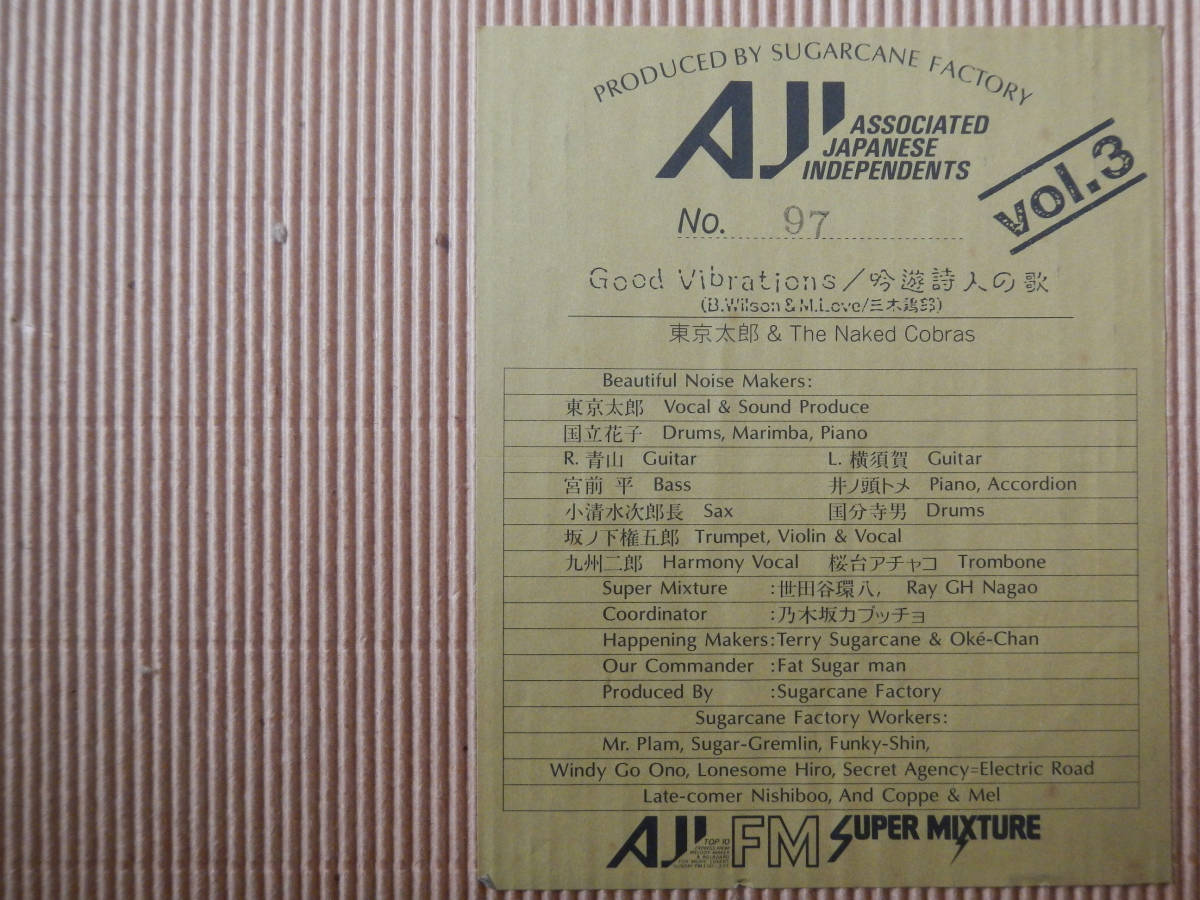 PRODUCED BY SUGARCANE FACTORY
AJI ASSOCIATED
JAPANESE
INDEPENDENTS
vol.3
No. 97
Good Vibrations/吟遊詩人の歌
(B.Wilson & M.Love/三木鶏郎)
東京太郎 & The Naked Cobras
Beautiful Noise Makers:
東京太郎 Vocal & Sound Produce
国立花子 Drums, Marimba, Piano
R. 青山 Guitar L. 横須賀 Guitar
宮前 平 Bass 井ノ頭トメ Piano, Accordion
小清水次郎長 Sax 国分寺男 Drums
坂ノ下権五郎 Trumpet, Violin & Vocal
九州二郎 Harmony Vocal 桜台アチャコ Trombone
Super Mixture :世田谷環八, Ray GH Nagao
Coordinator :乃木坂カプッチョ
Happening Makers:Terry Sugarcane & Oké-Chan
Our Commander :Fat Sugar man
Produced By :Sugarcane Factory
Sugarcane Factory Workers:
Mr. Plam, Sugar-Gremlin, Funky-Shin,
Windy Go Ono, Lonesome Hiro, Secret Agency=Electric Road
Late-comer Nishiboo, And Coppe & Mel
AJI FM SUPER MIXTURE
TOP 10